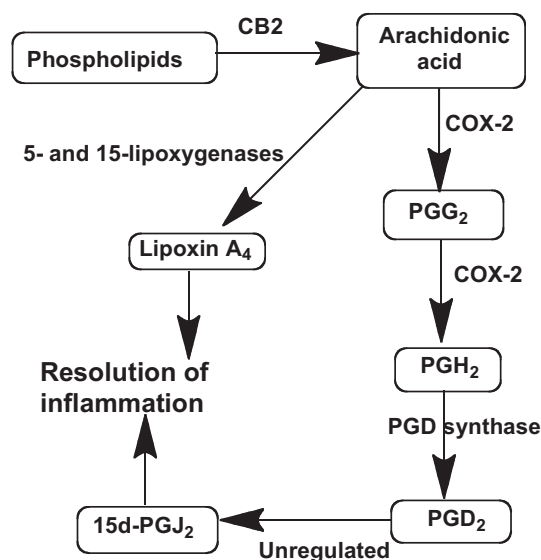 CB2
Phospholipids
Arachidonic
acid
COX-2
5- and 15-lipoxygenases
PGG₂
Lipoxin A₄
COX-2
Resolution of
inflammation
PGH₂
PGD synthase
15d-PGJ₂
PGD₂
Unregulated